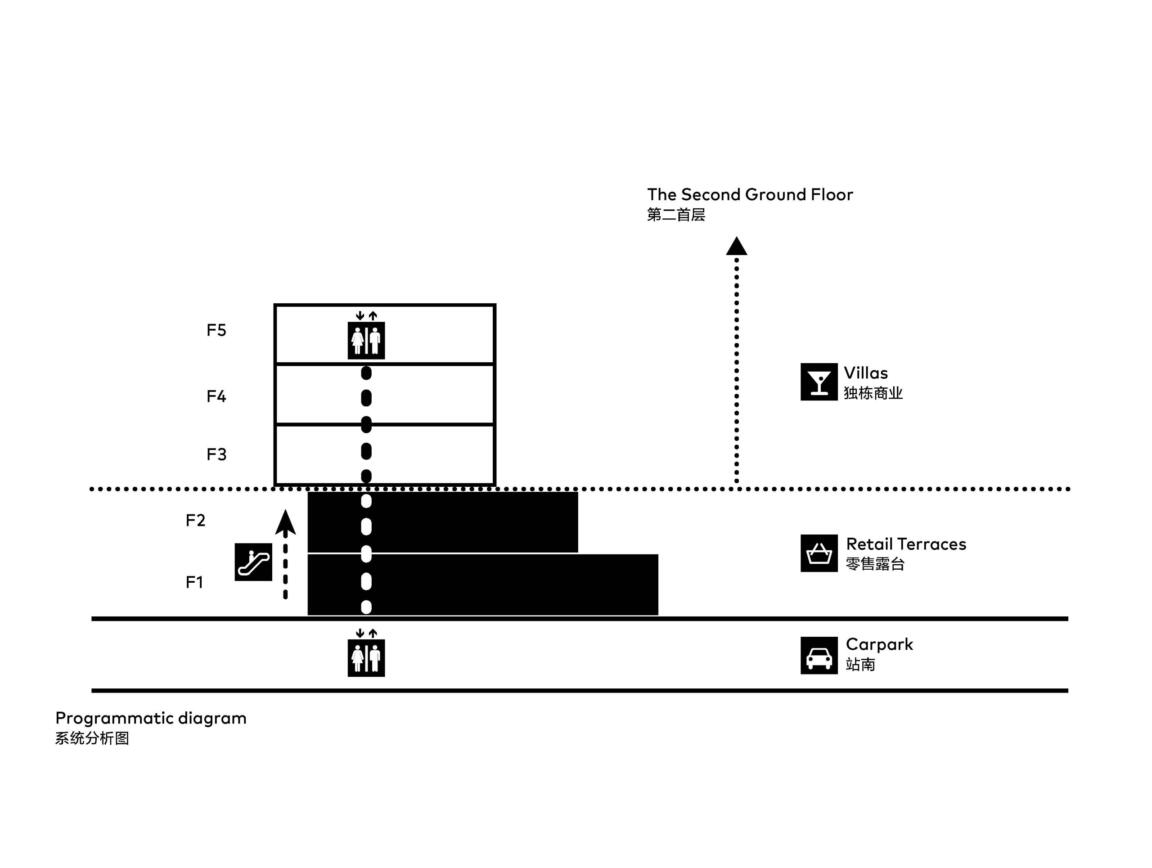 The Second Ground Floor
第二首层
F5
F4
F3
F2
F1
Villas
独栋商业
Retail Terraces
零售露台
Carpark
站南
Programmatic diagram
系统分析图